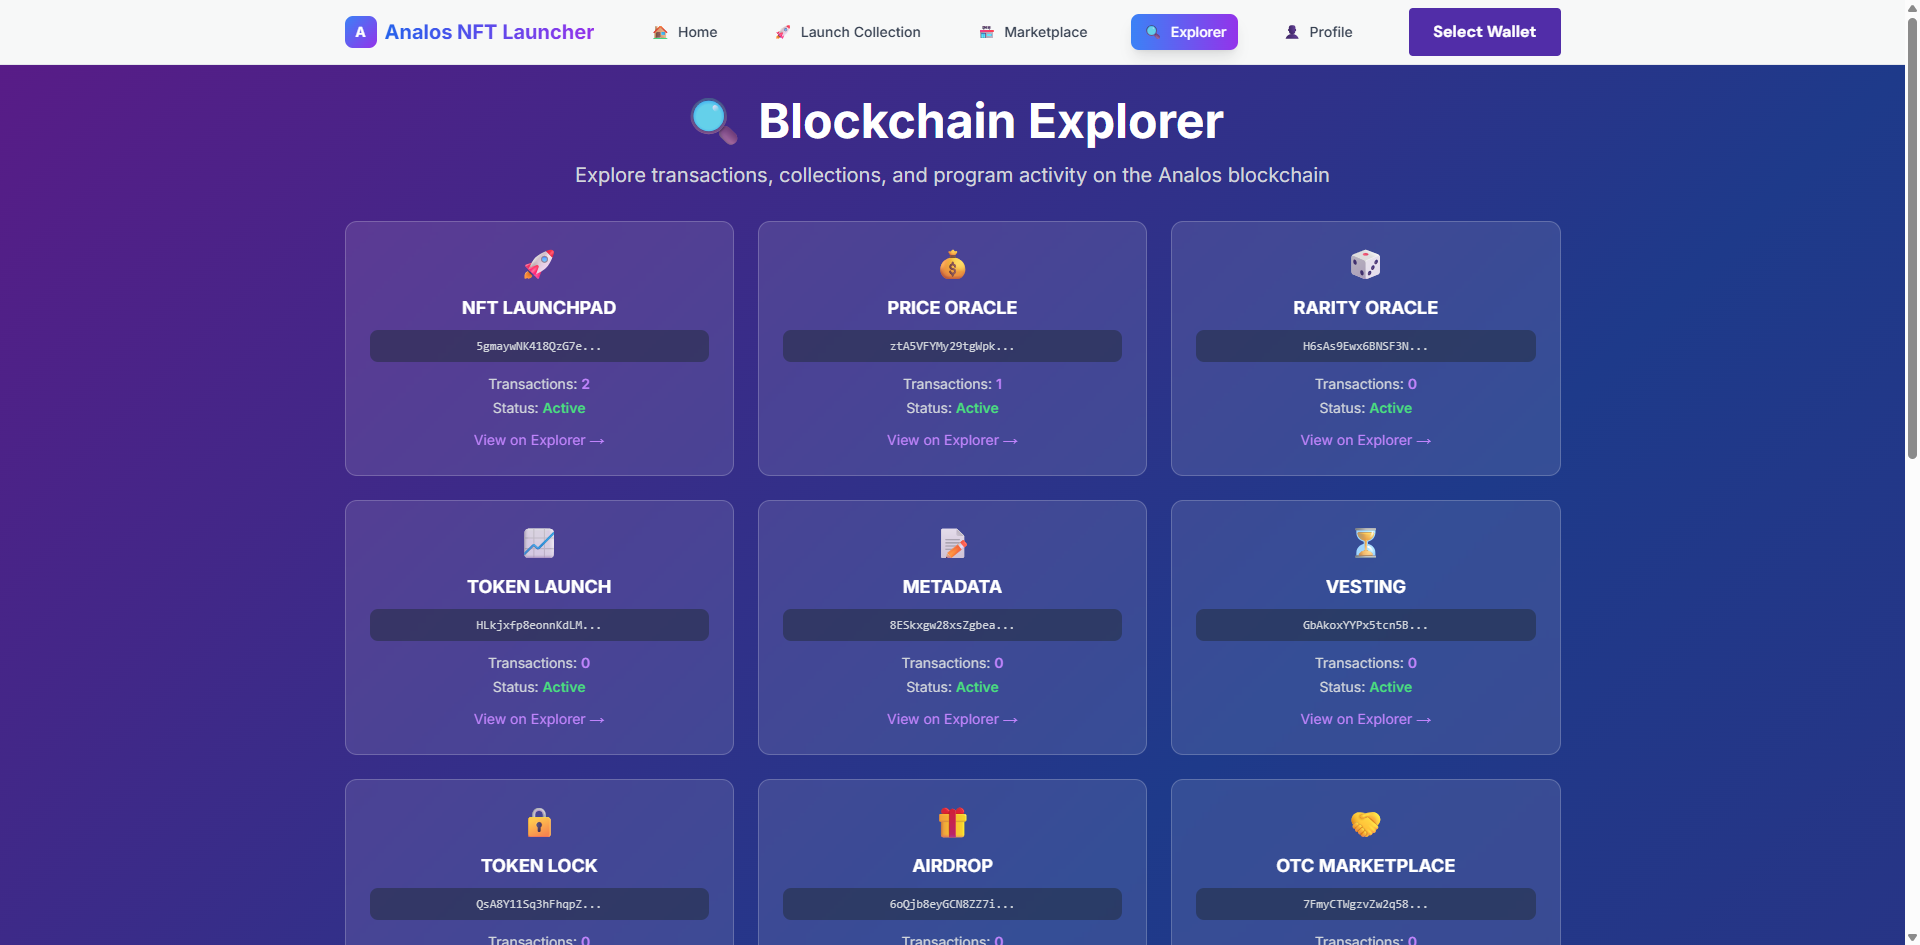 A Analos NFT Launcher Home Launch Collection Marketplace Explorer Profile Select Wallet
Blockchain Explorer
Explore transactions, collections, and program activity on the Analos blockchain
NFT LAUNCHPAD
5gmaywNK418QzG7e...
Transactions: 2
Status: Active
View on Explorer →
PRICE ORACLE
ztA5VFYMy29tgWpk...
Transactions: 1
Status: Active
View on Explorer →
RARITY ORACLE
H6sAs9Ewx6BNSF3N...
Transactions: 0
Status: Active
View on Explorer →
TOKEN LAUNCH
HLkjxfp8eonnKdLM...
Transactions: 0
Status: Active
View on Explorer →
METADATA
8ESkxgw28xsZgbea...
Transactions: 0
Status: Active
View on Explorer →
VESTING
GbAkoxYYPx5tcn5B...
Transactions: 0
Status: Active
View on Explorer →
TOKEN LOCK
QsA8Y11Sq3hFhqpZ...
Transactions: 0
AIRDROP
6oQjb8eyGCN8ZZ7i...
Transactions: 0
OTC MARKETPLACE
7FmyCTWgzvZw2q58...
Transactions: 0